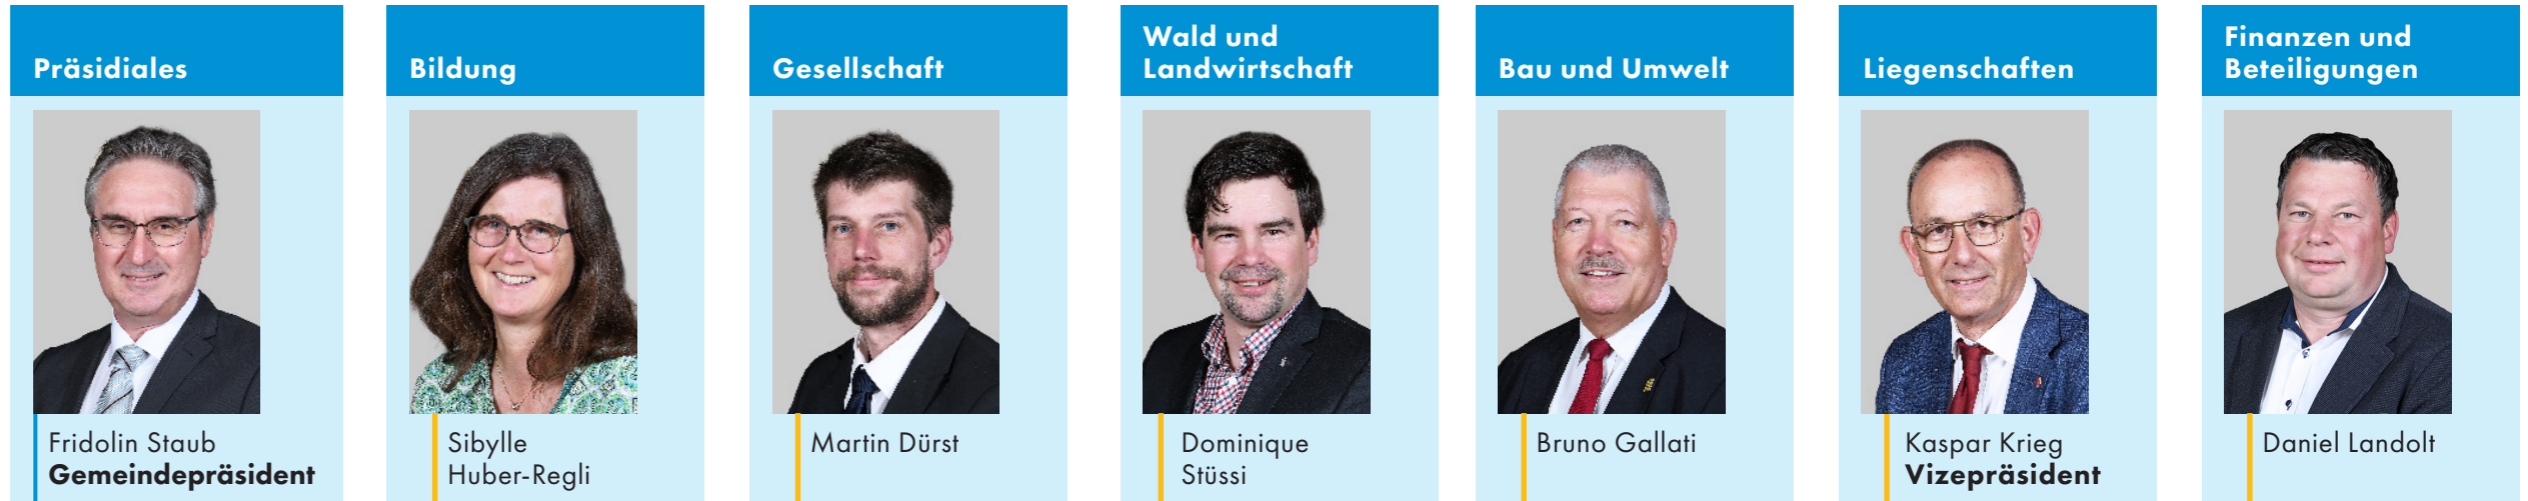 Präsidiales
Fridolin Staub
Gemeindepräsident
Bildung
Sibylle
Huber-Regli
Gesellschaft
Martin Dürst
Wald und
Landwirtschaft
Dominique
Stüssi
Bau und Umwelt
Bruno Gallati
Liegenschaften
Kaspar Krieg
Vizepräsident
Finanzen und
Beteiligungen
Daniel Landolt